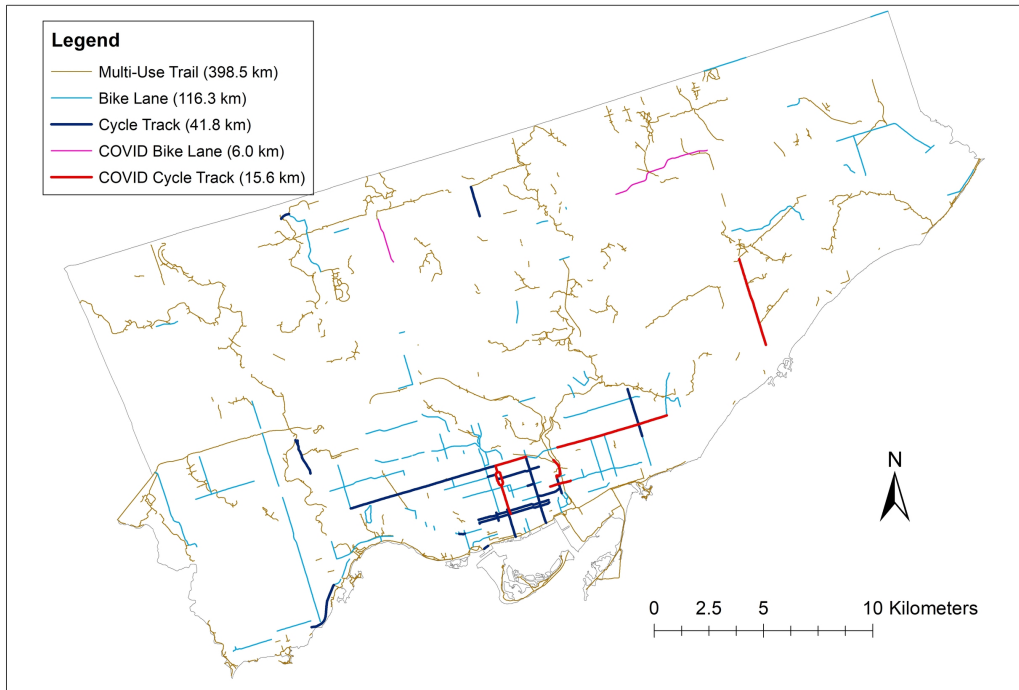 Legend
Multi-Use Trail (398.5 km)
Bike Lane (116.3 km)
Cycle Track (41.8 km)
COVID Bike Lane (6.0 km)
COVID Cycle Track (15.6 km)
N
0 2.5 5 10 Kilometers